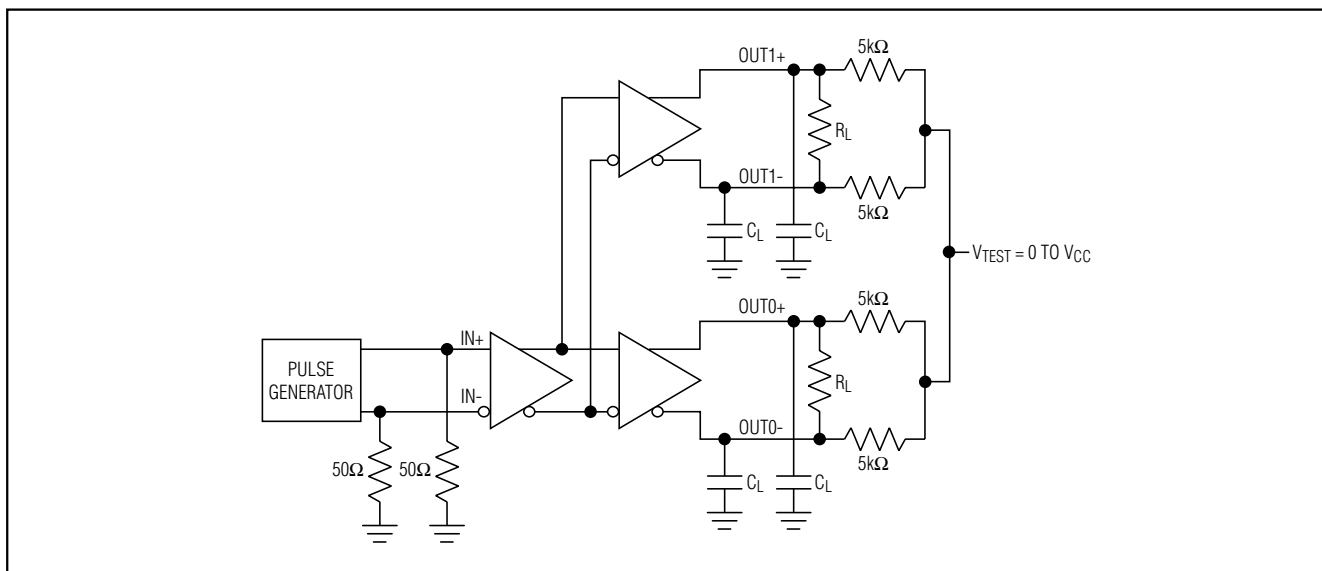 5kΩ
OUT1+
R_L
OUT1-
5kΩ
C_L
C_L
V_TEST = 0 TO V_CC
5kΩ
OUT0+
IN+
PULSE
GENERATOR
R_L
IN-
OUT0-
5kΩ
50Ω
50Ω
C_L
C_L